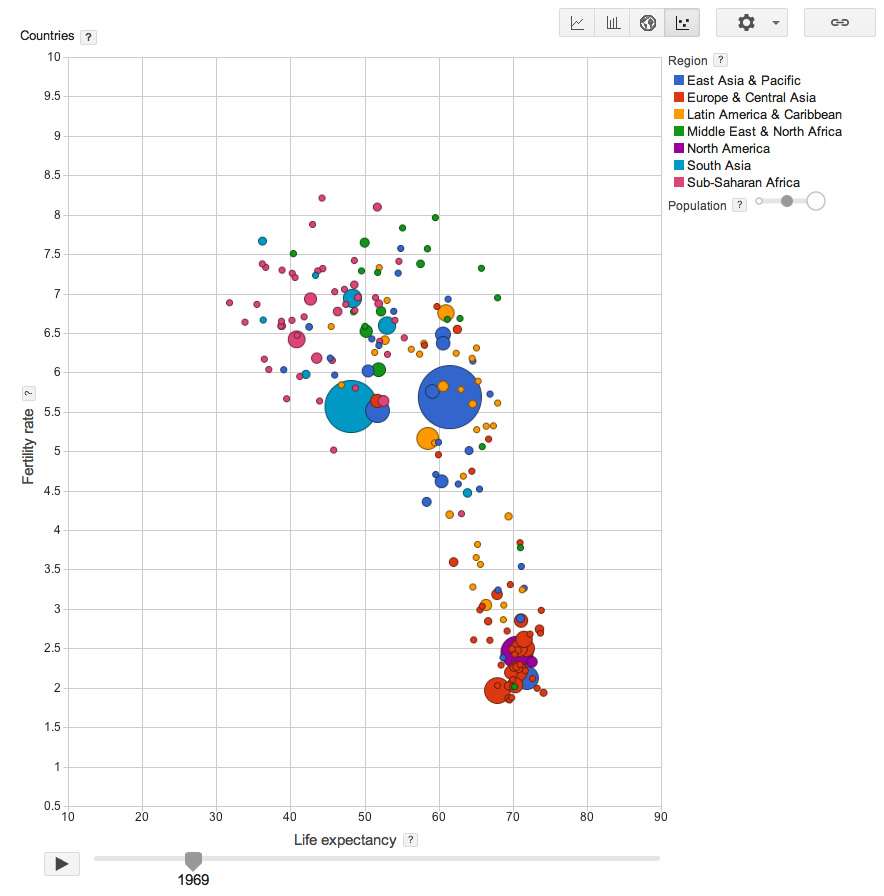 Countries ?
Region ?
East Asia & Pacific
Europe & Central Asia
Latin America & Caribbean
Middle East & North Africa
North America
South Asia
Sub-Saharan Africa
Population ?
10
9.5
9
8.5
8
7.5
7
6.5
6
5.5
5
4.5
4
3.5
3
2.5
2
1.5
1
0.5
Fertility rate ?
10 20 30 40 50 60 70 80 90
Life expectancy ?
1969